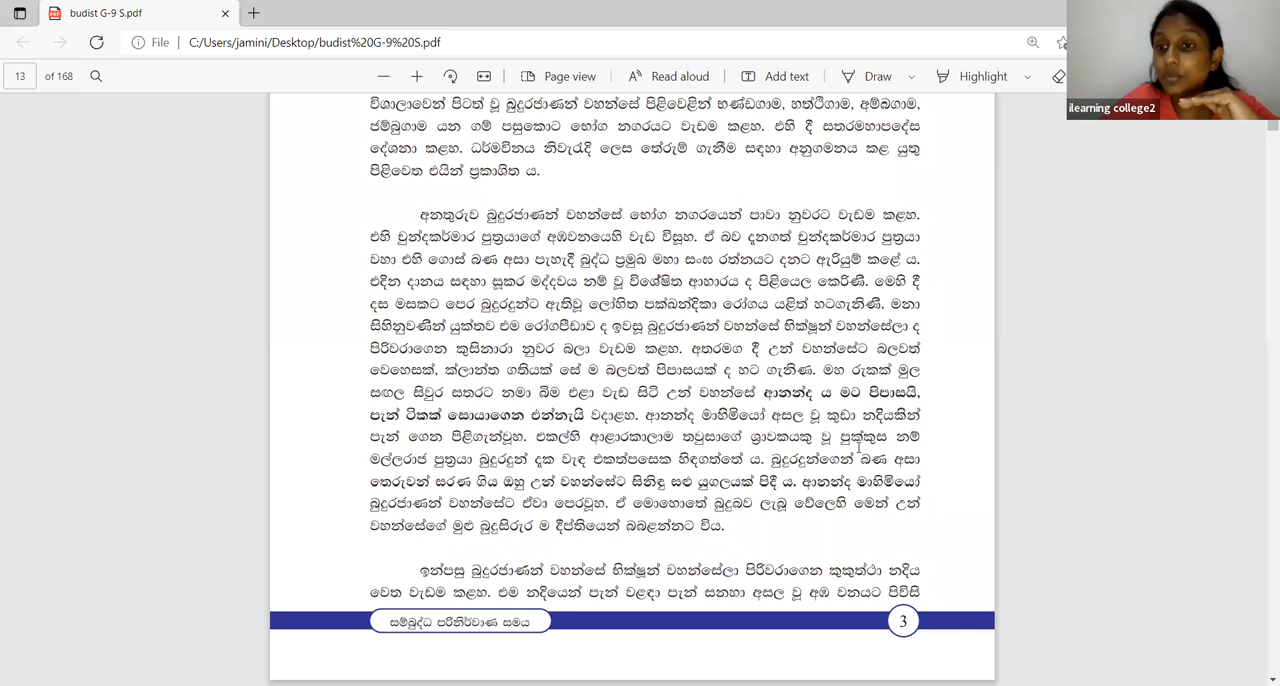 budist G-9 S.pdf
File
C:/Users/jamini/Desktop/budist%20G-9%20S.pdf
13 of 168
Page view
Read aloud
Add text
Draw
Highlight
ilearning college2
විශාලාවෙන් පිටත් වූ බුදුරජාණන් වහන්සේ පිළිවෙළින් භණ්ඩගාම, හත්ථිගාම, අම්බගාම,
ජම්බුගාම යන ගම් පසුකොට භෝග නගරයට වැඩම කළහ. එහි දී සතරමහාපදේස
දේශනා කළහ. ධර්මවිනය නිවැරැදි ලෙස තේරුම් ගැනීම සඳහා අනුගමනය කළ යුතු
පිළිවෙත එයින් ප්‍රකාශිත ය.
අනතුරුව බුදුරජාණන් වහන්සේ භෝග නගරයෙන් පාවා නුවරට වැඩම කළහ.
එහි චුන්දකර්මාර පුත්‍රයාගේ අඹවනයෙහි වැඩ විසූහ. ඒ බව දැනගත් චුන්දකර්මාර පුත්‍රයා
වහා එහි ගොස් බණ අසා පැහැදී බුද්ධ ප්‍රමුඛ මහා සංඝ රත්නයට දනට ඇරියුම් කළේ ය.
එදින දානය සඳහා සූකර මද්දවය නම් වූ විශේෂිත ආහාරය ද පිළියෙල කෙරිණි. මෙහි දී
දස මසකට පෙර බුදුරදුන්ට ඇතිවූ ලෝහිත පක්ඛන්දිකා රෝගය යළිත් හටගැනිණි. මනා
සිහිනුවණින් යුක්තව එම රෝගපීඩාව ද ඉවසූ බුදුරජාණන් වහන්සේ භික්ෂූන් වහන්සේලා ද
පිරිවරාගෙන කුසිනාරා නුවර බලා වැඩම කළහ. අතරමග දී උන් වහන්සේට බලවත්
වෙහෙසක්, ක්ලාන්ත ගතියක් සේ ම බලවත් පිපාසයක් ද හට ගැනිණ. මහ රුකක් මුල
සඟල සිවුර සතරට නමා බිම එළා වැඩ සිටි උන් වහන්සේ ආනන්ද ය මට පිපාසයි,
පැන් ටිකක් සොයාගෙන එන්නැයි වදාළහ. ආනන්ද මාහිමියෝ අසල වූ කුඩා නදියකින්
පැන් ගෙන පිළිගැන්වූහ. එකල්හි ආළාරකාලාම තවුසාගේ ශ්‍රාවකයකු වූ පුක්කුස නම්
මල්ලරාජ පුත්‍රයා බුදුරදුන් දැක වැඳ එකත්පසෙක හිඳගත්තේ ය. බුදුරදුන්ගෙන් බණ අසා
තෙරුවන් සරණ ගිය ඔහු උන් වහන්සේට සිනිඳු සළු යුගලයක් පිදී ය. ආනන්ද මාහිමියෝ
බුදුරජාණන් වහන්සේට ඒවා පෙරවූහ. ඒ මොහොතේ බුදුබව ලැබූ වේලෙහි මෙන් උන්
වහන්සේගේ මුළු බුදුසිරුර ම දීප්තියෙන් බබළන්නට විය.
ඉන්පසු බුදුරජාණන් වහන්සේ භික්ෂූන් වහන්සේලා පිරිවරාගෙන කුකුත්ථා නදිය
වෙත වැඩම කළහ. එම නදියෙන් පැන් වළඳා පැන් සනහා අසල වූ අඹ වනයට පිවිසි
සම්බුද්ධ පරිනිර්වාණ සමය
3